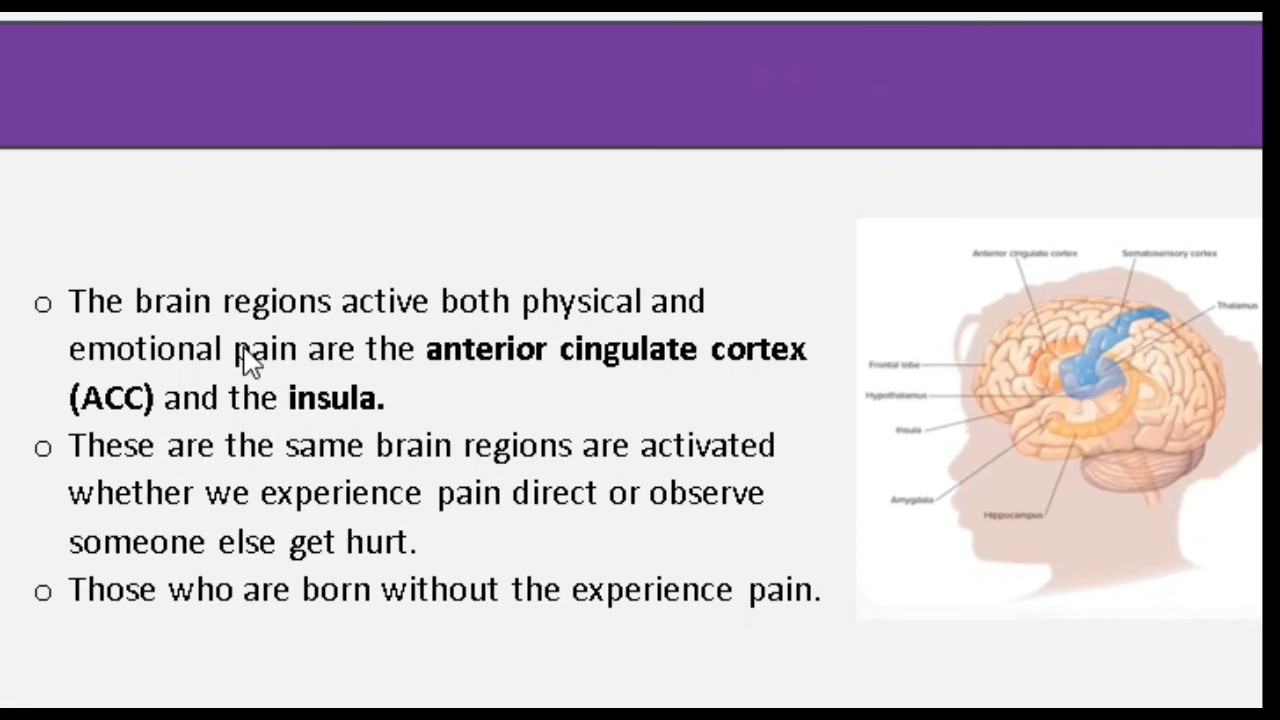 ○ The brain regions active both physical and
emotional pain are the anterior cingulate cortex
(ACC) and the insula.
○ These are the same brain regions are activated
whether we experience pain direct or observe
someone else get hurt.
○ Those who are born without the experience pain.
Anterior cingulate cortex
Somatosensory cortex
Thalamus
Frontal lobe
Hypothalamus
Insula
Amygdala
Hippocampus